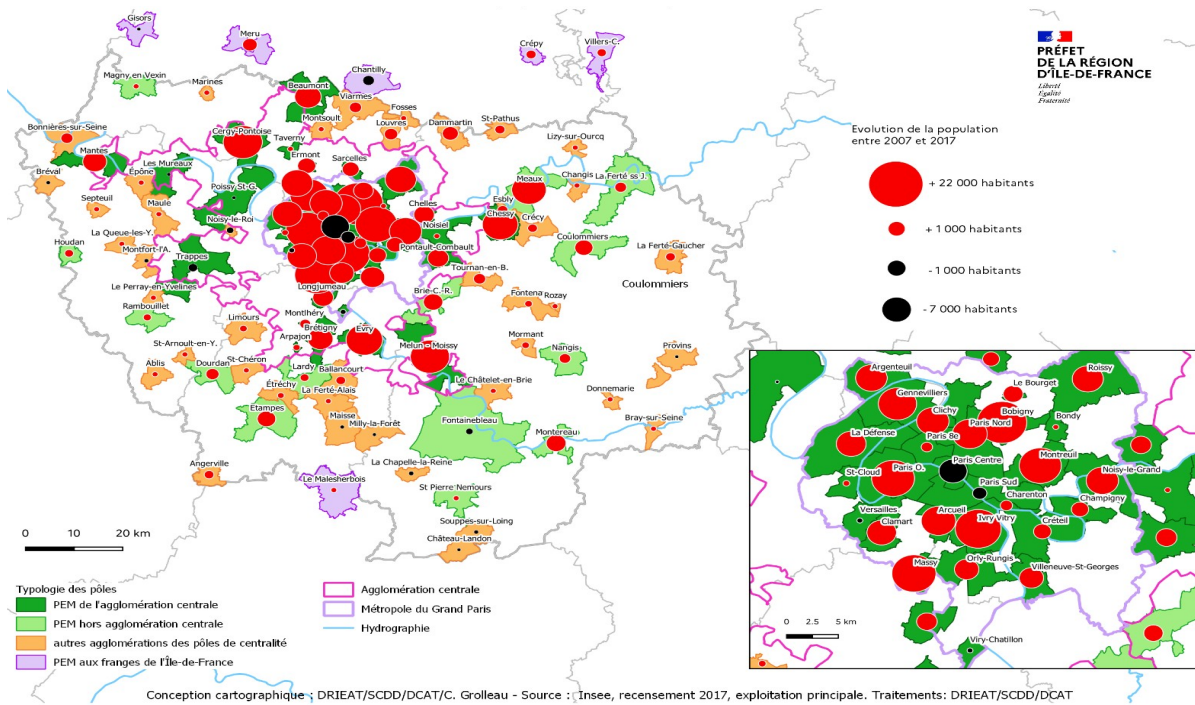 Gisors
Meru
Crépy
Villers-C.
Chantilly
Magny en Vexin
Marines
Beaumont
Viarmes
Fosses
Montsoult
Louvres
Dammartin
St-Pathus
Bonnières-sur-Seine
Cergy-Pontoise
Taverny
Lizy-sur-Ourcq
Mantes
Les Mureaux
Ermont
Sarcelles
Bréval
Épône
Poissy St-G.
Meaux
Changis
La Ferté ss J.
Septeuil
Maule
Noisy-le-Roi
Chelles
Esbly
Chessy
Crécy
La Queue-les-Y.
Noisiel
Houdan
Montfort-l'A.
Trappes
Pontault-Combault
Coulommiers
La Ferté-Gaucher
Tournan-en-B.
Le Perray-en-Yvelines
Longjumeau
Brie-C.-R.
Coulommiers
Rambouillet
Fontena
Rozay
Limours
Montlhéry
Brétigny
Evry
St-Arnoult-en-Y.
Arpajon
Mormant
Melun - Moissy
Nangis
Provins
Ablis
Dourdan
St-Chéron
Lardy
Ballancourt
Étréchy
La Ferté-Alais
Le Châtelet-en-Brie
Donnemarie
Etampes
Maisse
Milly-la-Forêt
Fontainebleau
Montereau
Bray-sur-Seine
Angerville
La Chapelle-la-Reine
Le Malesherbois
St Pierre Nemours
Souppes-sur-Loing
Château-Landon
0 10 20 km
PRÉFET
DE LA RÉGION
D'ÎLE-DE-FRANCE
Liberté
Égalité
Fraternité
Evolution de la population
entre 2007 et 2017
+ 22 000 habitants
+ 1 000 habitants
- 1 000 habitants
- 7 000 habitants
Argenteuil
Roissy
Gennevilliers
Le Bourget
Clichy
Bobigny
Paris Nord
Bondy
La Défense
Paris 8e
Montreuil
Paris Centre
St-Cloud
Paris O.
Noisy-le-Grand
Paris Sud
Charenton
Champigny
Versailles
Arcueil
Ivry Vitry
Clamart
Créteil
Massy
Orly-Rungis
Villeneuve-St-Georges
Viry-Chatillon
0 2.5 5 km
Typologie des pôles
PEM de l'agglomération centrale
PEM hors agglomération centrale
autres agglomérations des pôles de centralité
PEM aux franges de l'Île-de-France
Agglomération centrale
Métropole du Grand Paris
Hydrographie
Conception cartographique : DRIEAT/SCDD/DCAT/C. Grolleau - Source : Insee, recensement 2017, exploitation principale. Traitements: DRIEAT/SCDD/DCAT